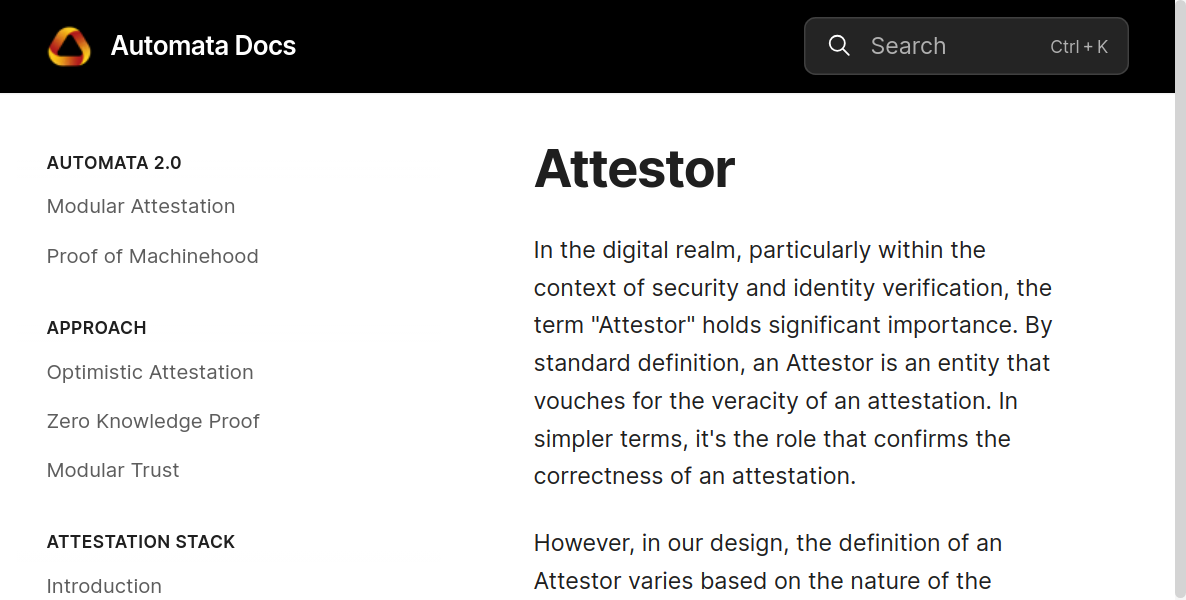 Automata Docs
Search
Ctrl + K
AUTOMATA 2.0
Modular Attestation
Proof of Machinehood
APPROACH
Optimistic Attestation
Zero Knowledge Proof
Modular Trust
ATTESTATION STACK
Introduction
Attestor
In the digital realm, particularly within the
context of security and identity verification, the
term "Attestor" holds significant importance. By
standard definition, an Attestor is an entity that
vouches for the veracity of an attestation. In
simpler terms, it's the role that confirms the
correctness of an attestation.
However, in our design, the definition of an
Attestor varies based on the nature of the